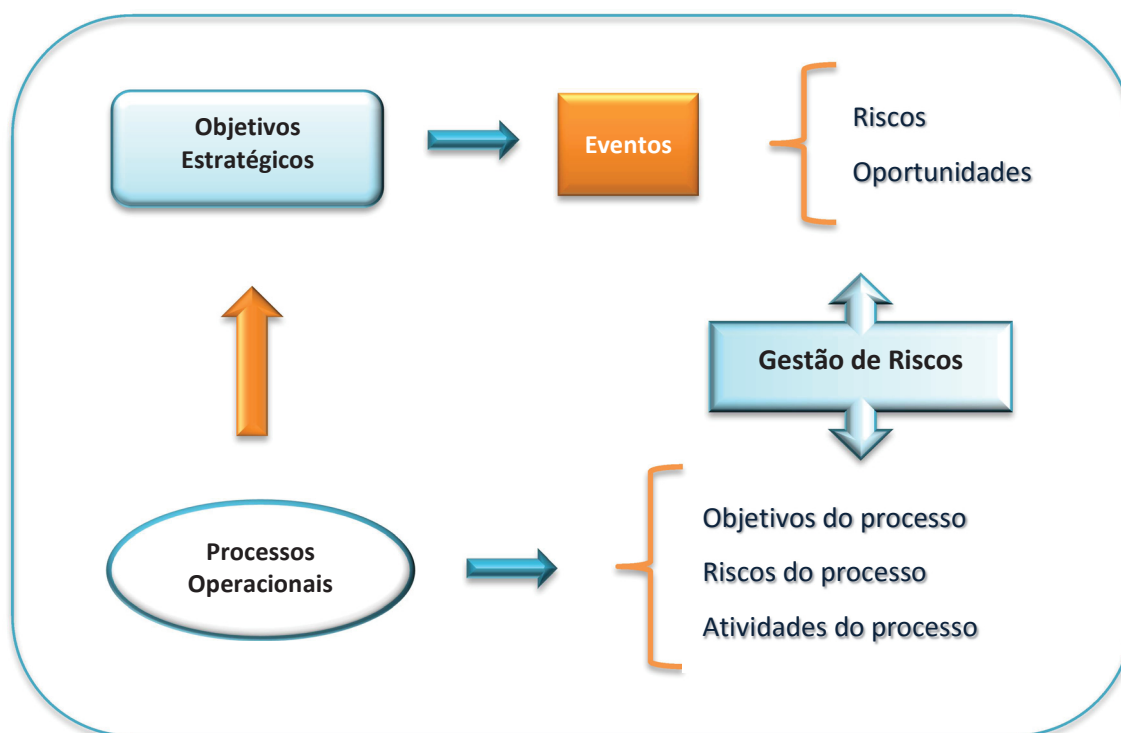 Objetivos
Estratégicos
Eventos
Riscos
Oportunidades
Gestão de Riscos
Processos
Operacionais
Objetivos do processo
Riscos do processo
Atividades do processo